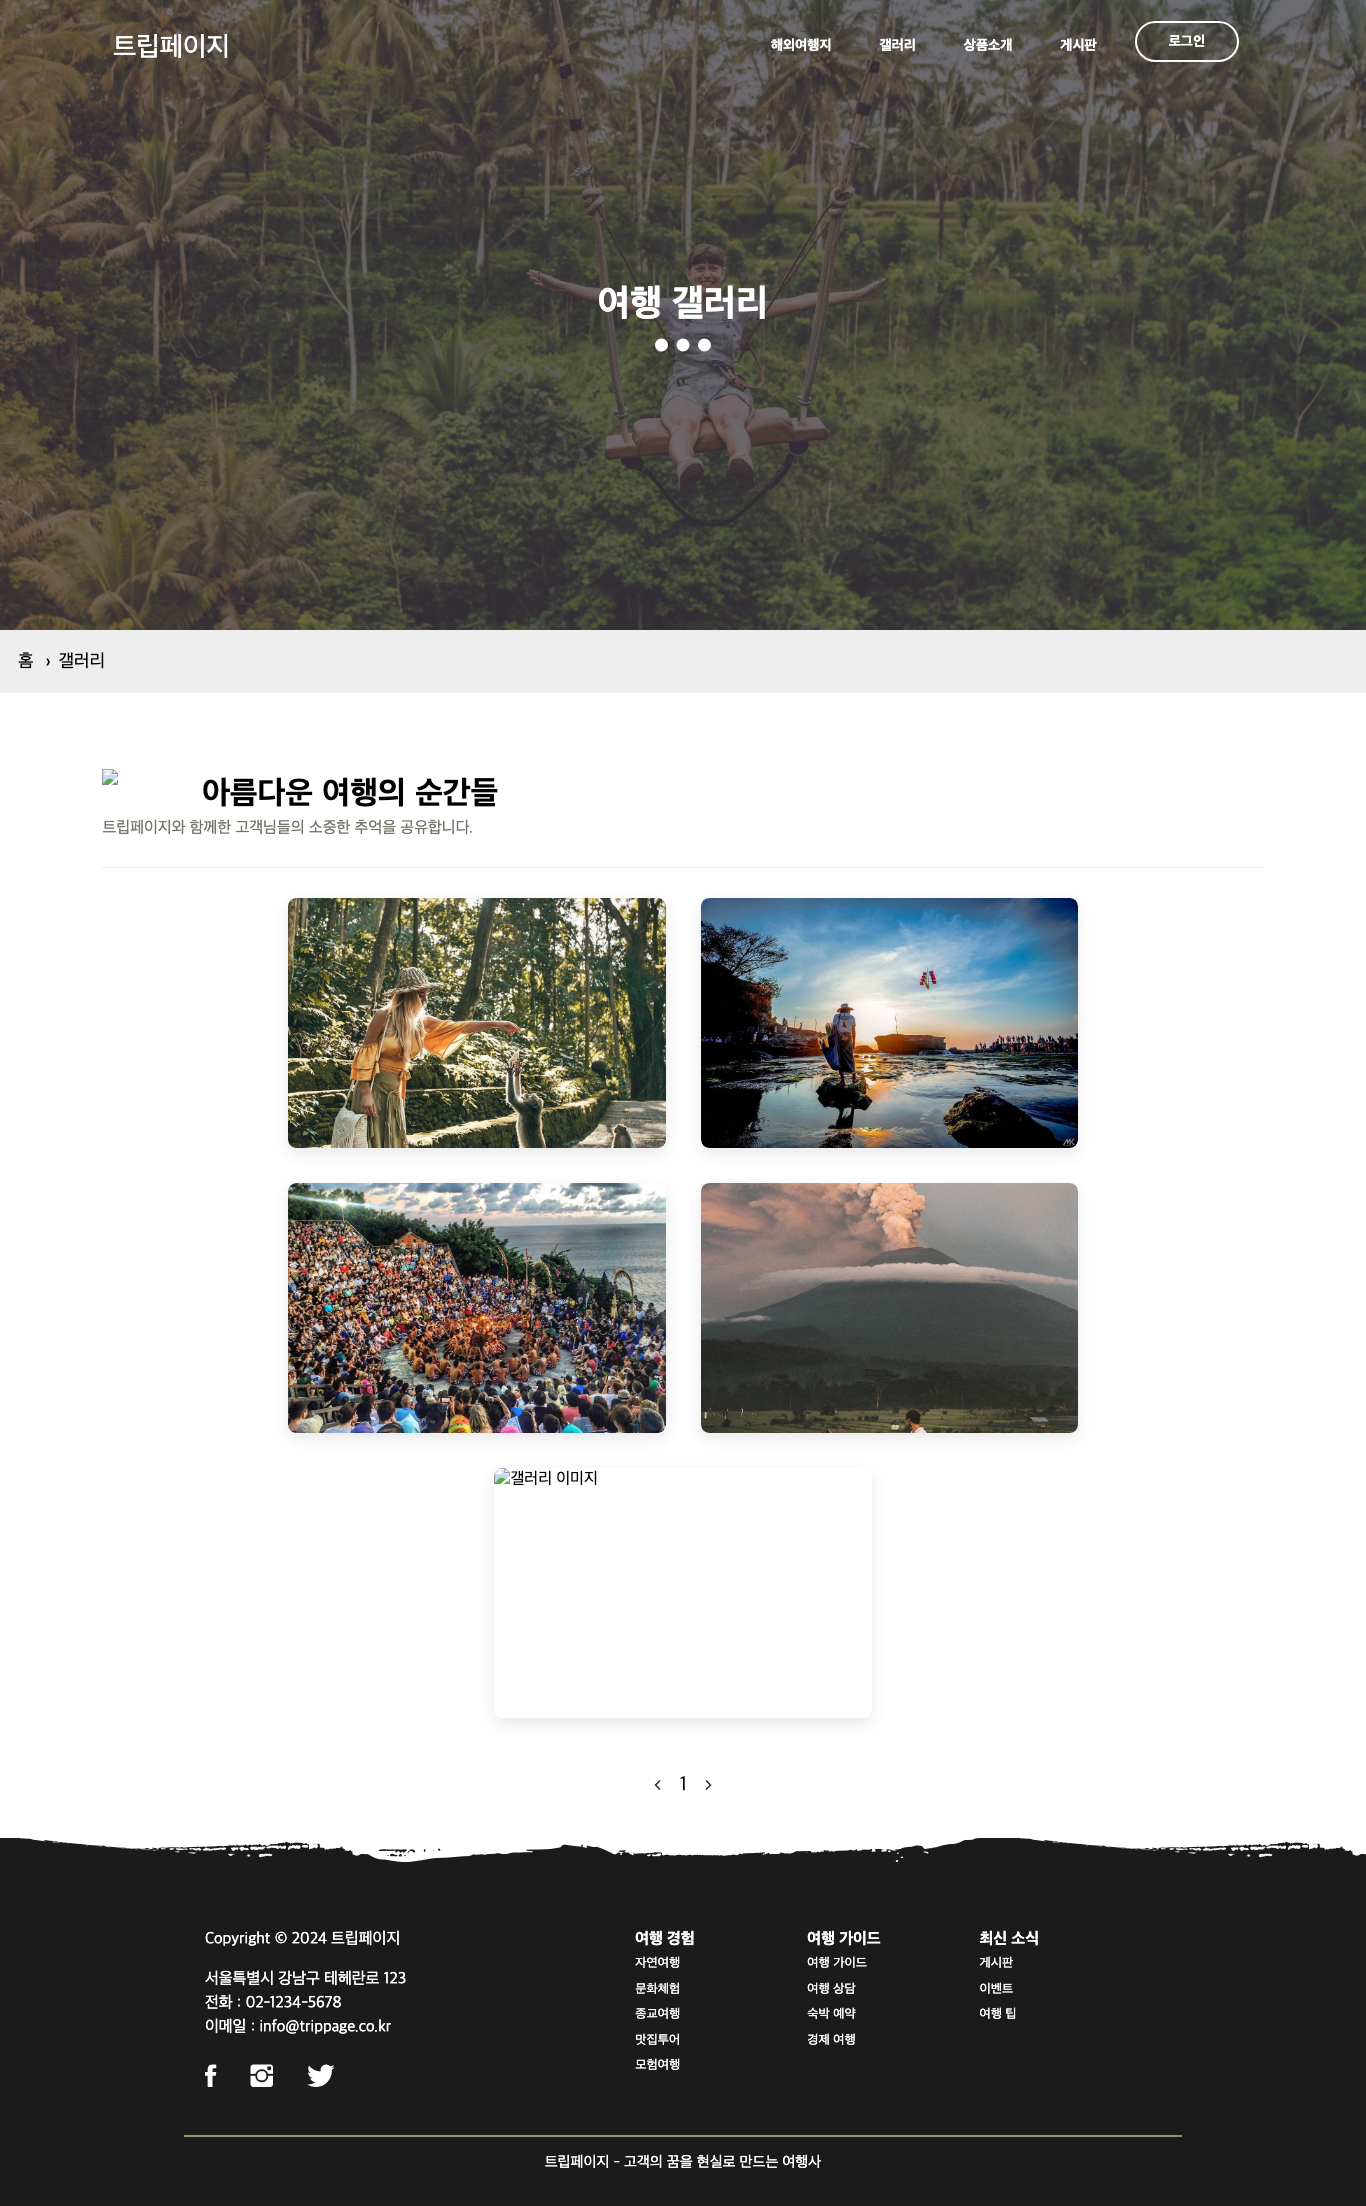 트립페이지
해외여행지 갤러리 상품소개 게시판 로그인
여행 갤러리
홈 › 갤러리
아름다운 여행의 순간들
트립페이지와 함께한 고객님들의 소중한 추억을 공유합니다.
MK
갤러리 이미지
‹ 1 ›
Copyright © 2024 트립페이지
서울특별시 강남구 테헤란로 123
전화 : 02-1234-5678
이메일 : info@trippage.co.kr
여행 경험
자연여행
문화체험
종교여행
맛집투어
모험여행
여행 가이드
여행 가이드
여행 상담
숙박 예약
경제 여행
최신 소식
게시판
이벤트
여행 팁
트립페이지 - 고객의 꿈을 현실로 만드는 여행사